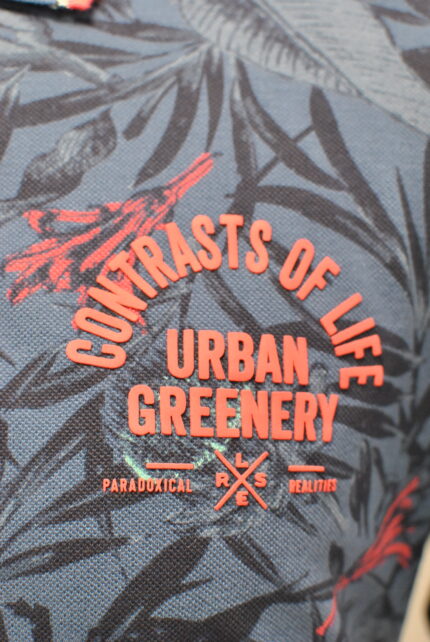 CONTRASTS OF LIFE
URBAN
GREENERY
PARADOXICAL
L
R S
E
REALITIES